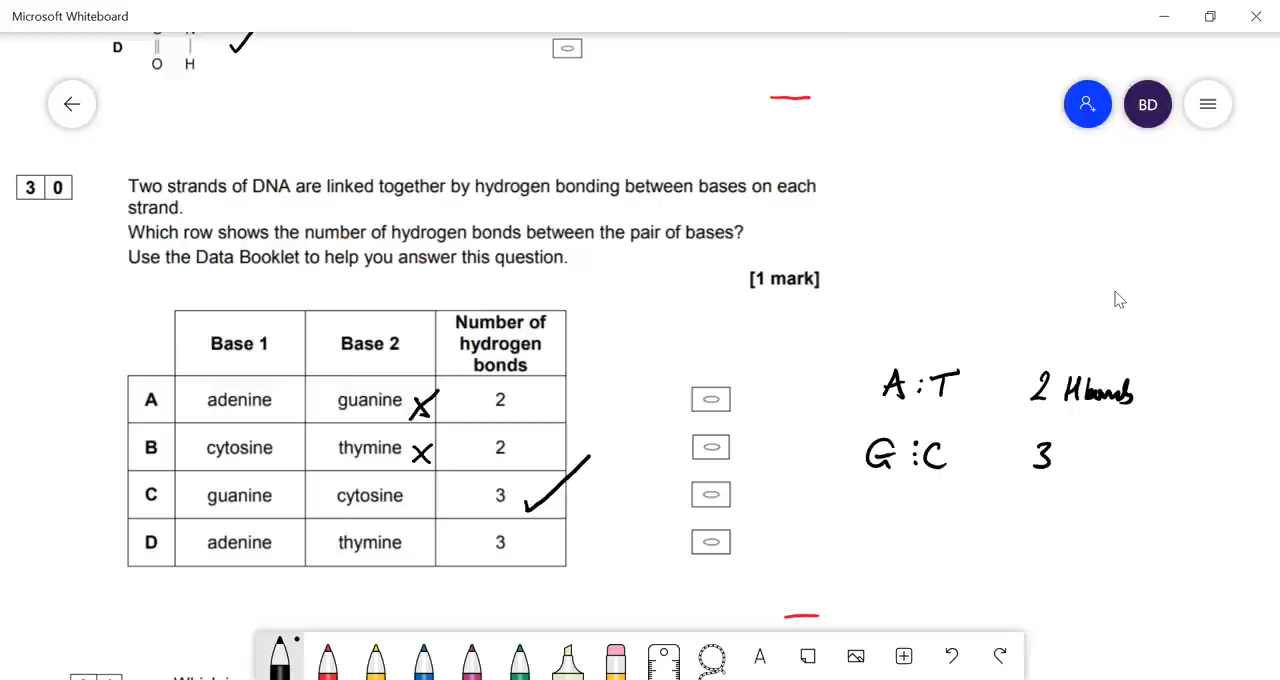 Microsoft Whiteboard
D
O H
BD
3 0
Two strands of DNA are linked together by hydrogen bonding between bases on each
strand.
Which row shows the number of hydrogen bonds between the pair of bases?
Use the Data Booklet to help you answer this question.
[1 mark]
Base 1 Base 2 Number of
hydrogen
bonds
A adenine guanine 2
B cytosine thymine 2
C guanine cytosine 3
D adenine thymine 3
A : T 2 H bonds
G ⋮ C 3
A